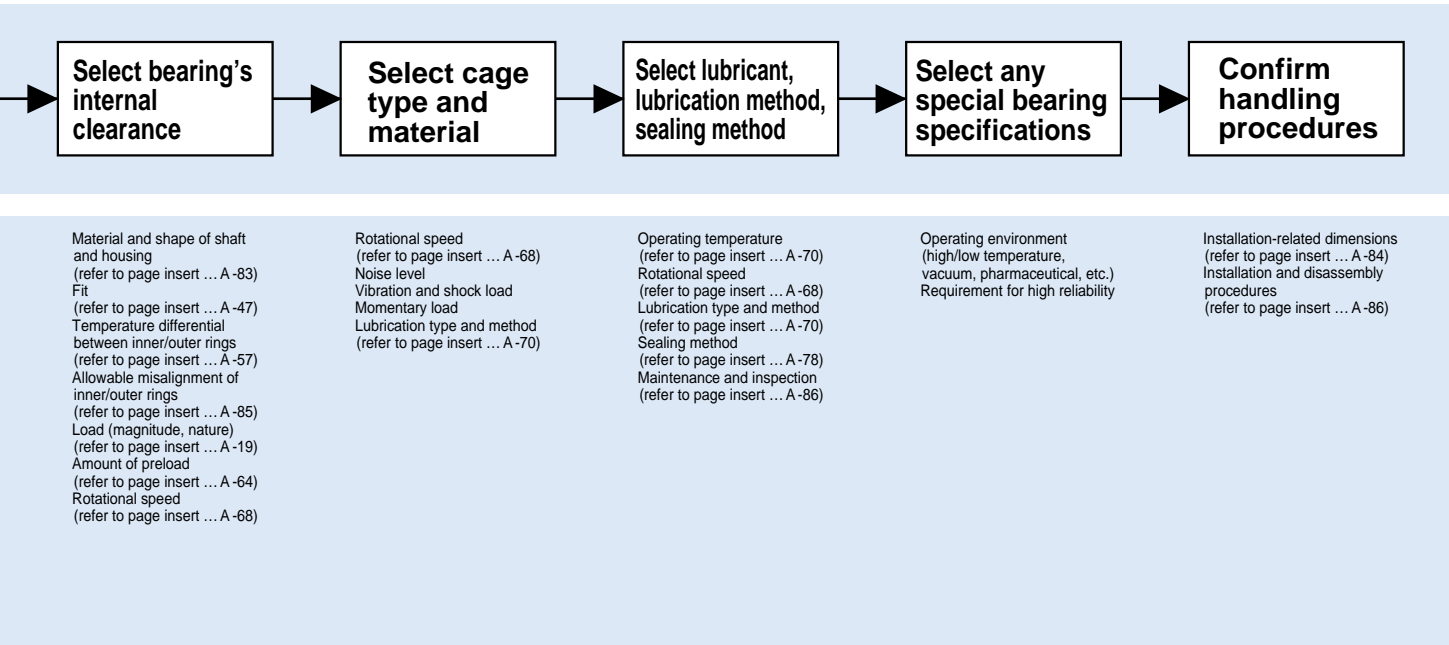 Select bearing's
internal
clearance
Select cage
type and
material
Select lubricant,
lubrication method,
sealing method
Select any
special bearing
specifications
Confirm
handling
procedures
Material and shape of shaft
and housing
(refer to page insert … A-83)
Fit
(refer to page insert … A-47)
Temperature differential
between inner/outer rings
(refer to page insert … A-57)
Allowable misalignment of
inner/outer rings
(refer to page insert … A-85)
Load (magnitude, nature)
(refer to page insert … A-19)
Amount of preload
(refer to page insert … A-64)
Rotational speed
(refer to page insert … A-68)
Rotational speed
(refer to page insert … A-68)
Noise level
Vibration and shock load
Momentary load
Lubrication type and method
(refer to page insert … A-70)
Operating temperature
(refer to page insert … A-70)
Rotational speed
(refer to page insert … A-68)
Lubrication type and method
(refer to page insert … A-70)
Sealing method
(refer to page insert … A-78)
Maintenance and inspection
(refer to page insert … A-86)
Operating environment
(high/low temperature,
vacuum, pharmaceutical, etc.)
Requirement for high reliability
Installation-related dimensions
(refer to page insert … A-84)
Installation and disassembly
procedures
(refer to page insert … A-86)